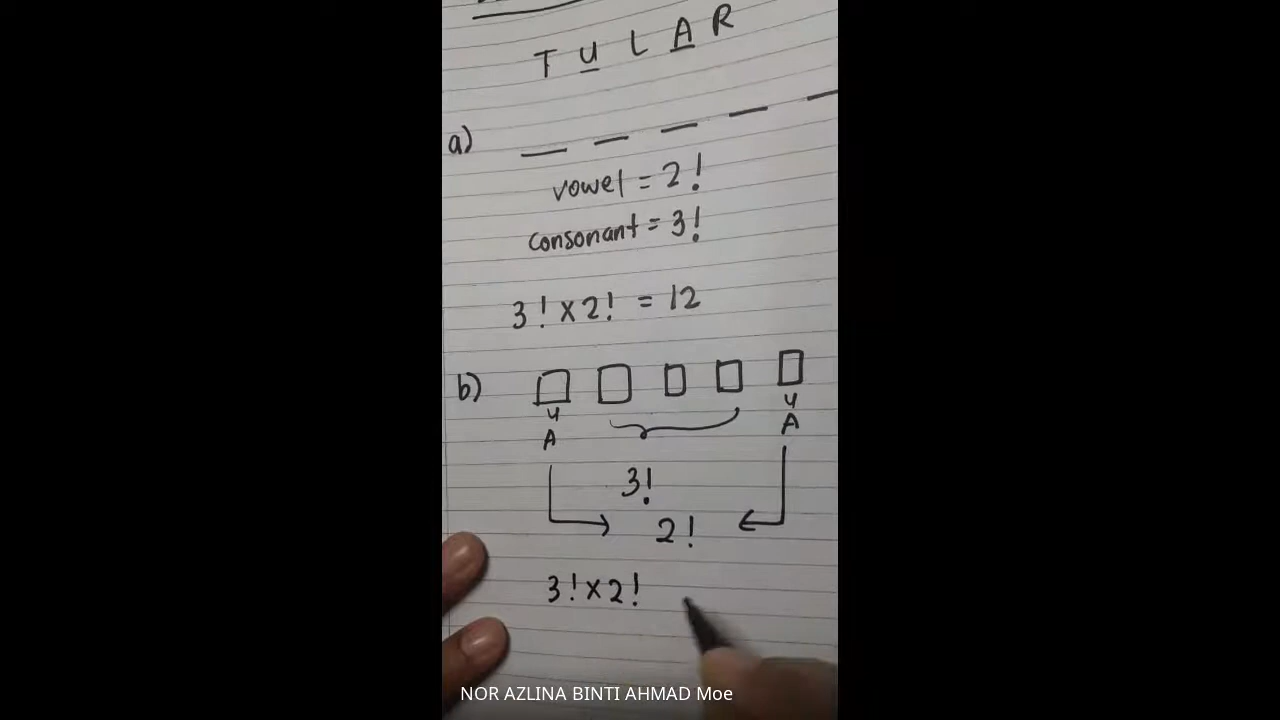 T U L A R
a)
vowel = 2!
consonant = 3!
3! x 2! = 12
b)
U U
A A
3!
2!
3! x 2!
NOR AZLINA BINTI AHMAD Moe